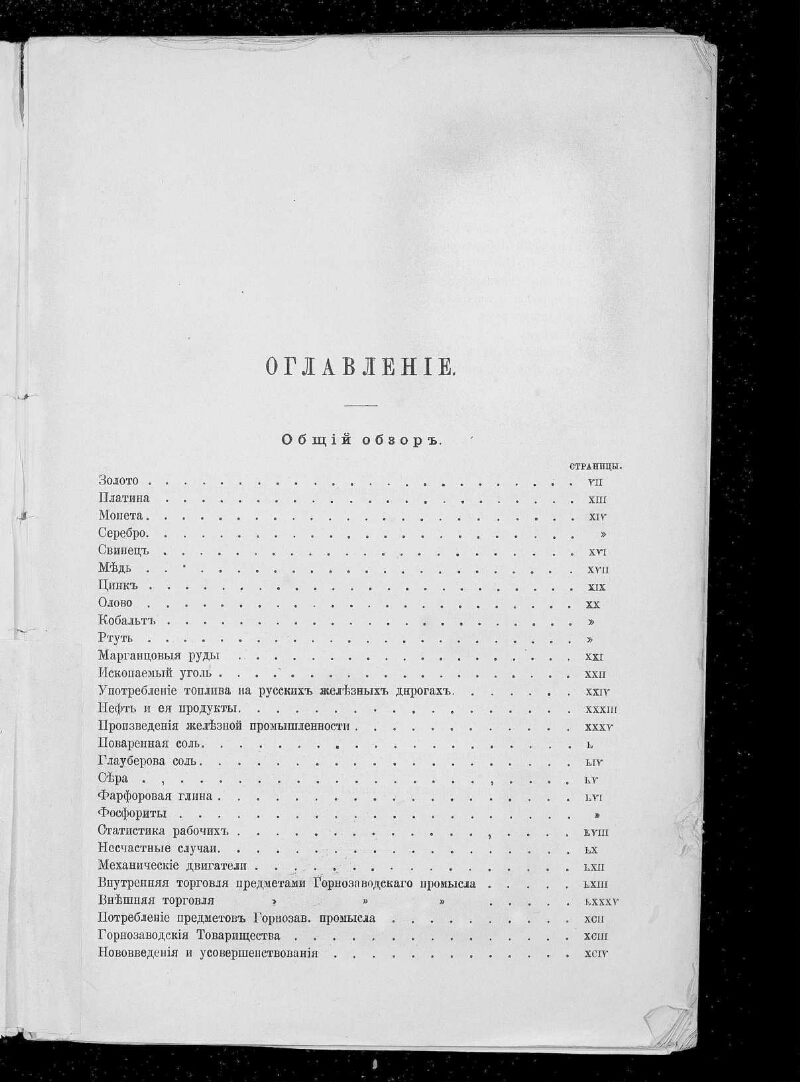 ОГЛАВЛЕНІЕ.
Общій обзоръ.
СТРАНИЦЫ.
Золото . . . . . . . . . . . . . . . . . . . . . . . . VII
Платина . . . . . . . . . . . . . . . . . . . . . . . XIII
Монета. . . . . . . . . . . . . . . . . . . . . . . . XIV
Серебро. . . . . . . . . . . . . . . . . . . . . . . »
Свинецъ . . . . . . . . . . . . . . . . . . . . . . . XVI
Мѣдь . . . . . . . . . . . . . . . . . . . . . . . . XVII
Цинкъ . . . . . . . . . . . . . . . . . . . . . . . . XIX
Олово . . . . . . . . . . . . . . . . . . . . . . . . XX
Кобальтъ . . . . . . . . . . . . . . . . . . . . . . »
Ртуть . . . . . . . . . . . . . . . . . . . . . . . . »
Марганцовыя руды . . . . . . . . . . . . . . . . . . . XXI
Ископаемый уголь . . . . . . . . . . . . . . . . . . . XXII
Употребленіе топлива на русскихъ желѣзныхъ дорогахъ. . . . . . . XXIV
Нефть и ея продукты. . . . . . . . . . . . . . . . . . XXXIII
Произведенія желѣзной промышленности . . . . . . . . . . . . XXXV
Поваренная соль. . . . . . . . . . . . . . . . . . . . L
Глауберова соль. . . . . . . . . . . . . . . . . . . . LIV
Сѣра . . . . . . . . . . . . . . . . . . . . . . . . LV
Фарфоровая глина . . . . . . . . . . . . . . . . . . . LVI
Фосфориты . . . . . . . . . . . . . . . . . . . . . . »
Статистика рабочихъ . . . . . . . . . . . . . . . . . . LVIII
Несчастные случаи. . . . . . . . . . . . . . . . . . . LX
Механическіе двигатели . . . . . . . . . . . . . . . . . LXII
Внутренняя торговля предметами Горнозаводскаго промысла . . . . . LXIII
Внѣшняя торговля » » » . . . . . LXXXV
Потребленіе предметовъ Горнозав. промысла . . . . . . . . . . XCII
Горнозаводскія Товарищества . . . . . . . . . . . . . . . XCIII
Нововведенія и усовершенствованія . . . . . . . . . . . . . XCIV